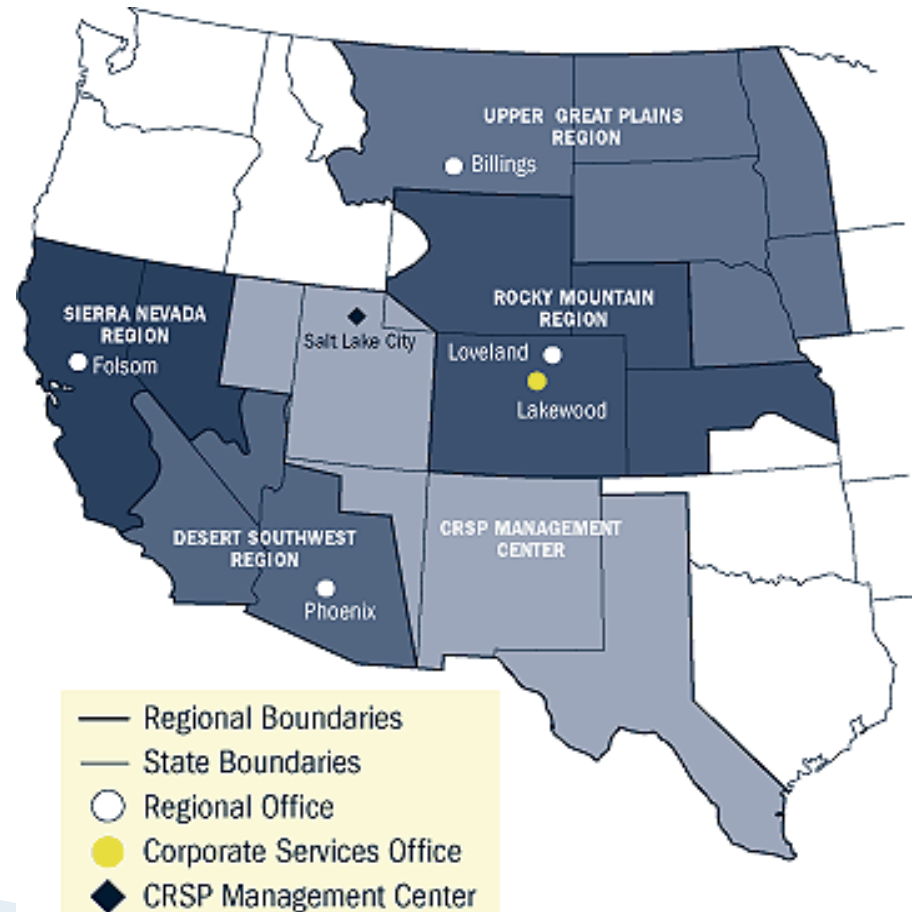 UPPER GREAT PLAINS
REGION
Billings
ROCKY MOUNTAIN
REGION
SIERRA NEVADA
REGION
Salt Lake City
Loveland
Folsom
Lakewood
CRSP MANAGEMENT
CENTER
DESERT SOUTHWEST
REGION
Phoenix
Regional Boundaries
State Boundaries
Regional Office
Corporate Services Office
CRSP Management Center